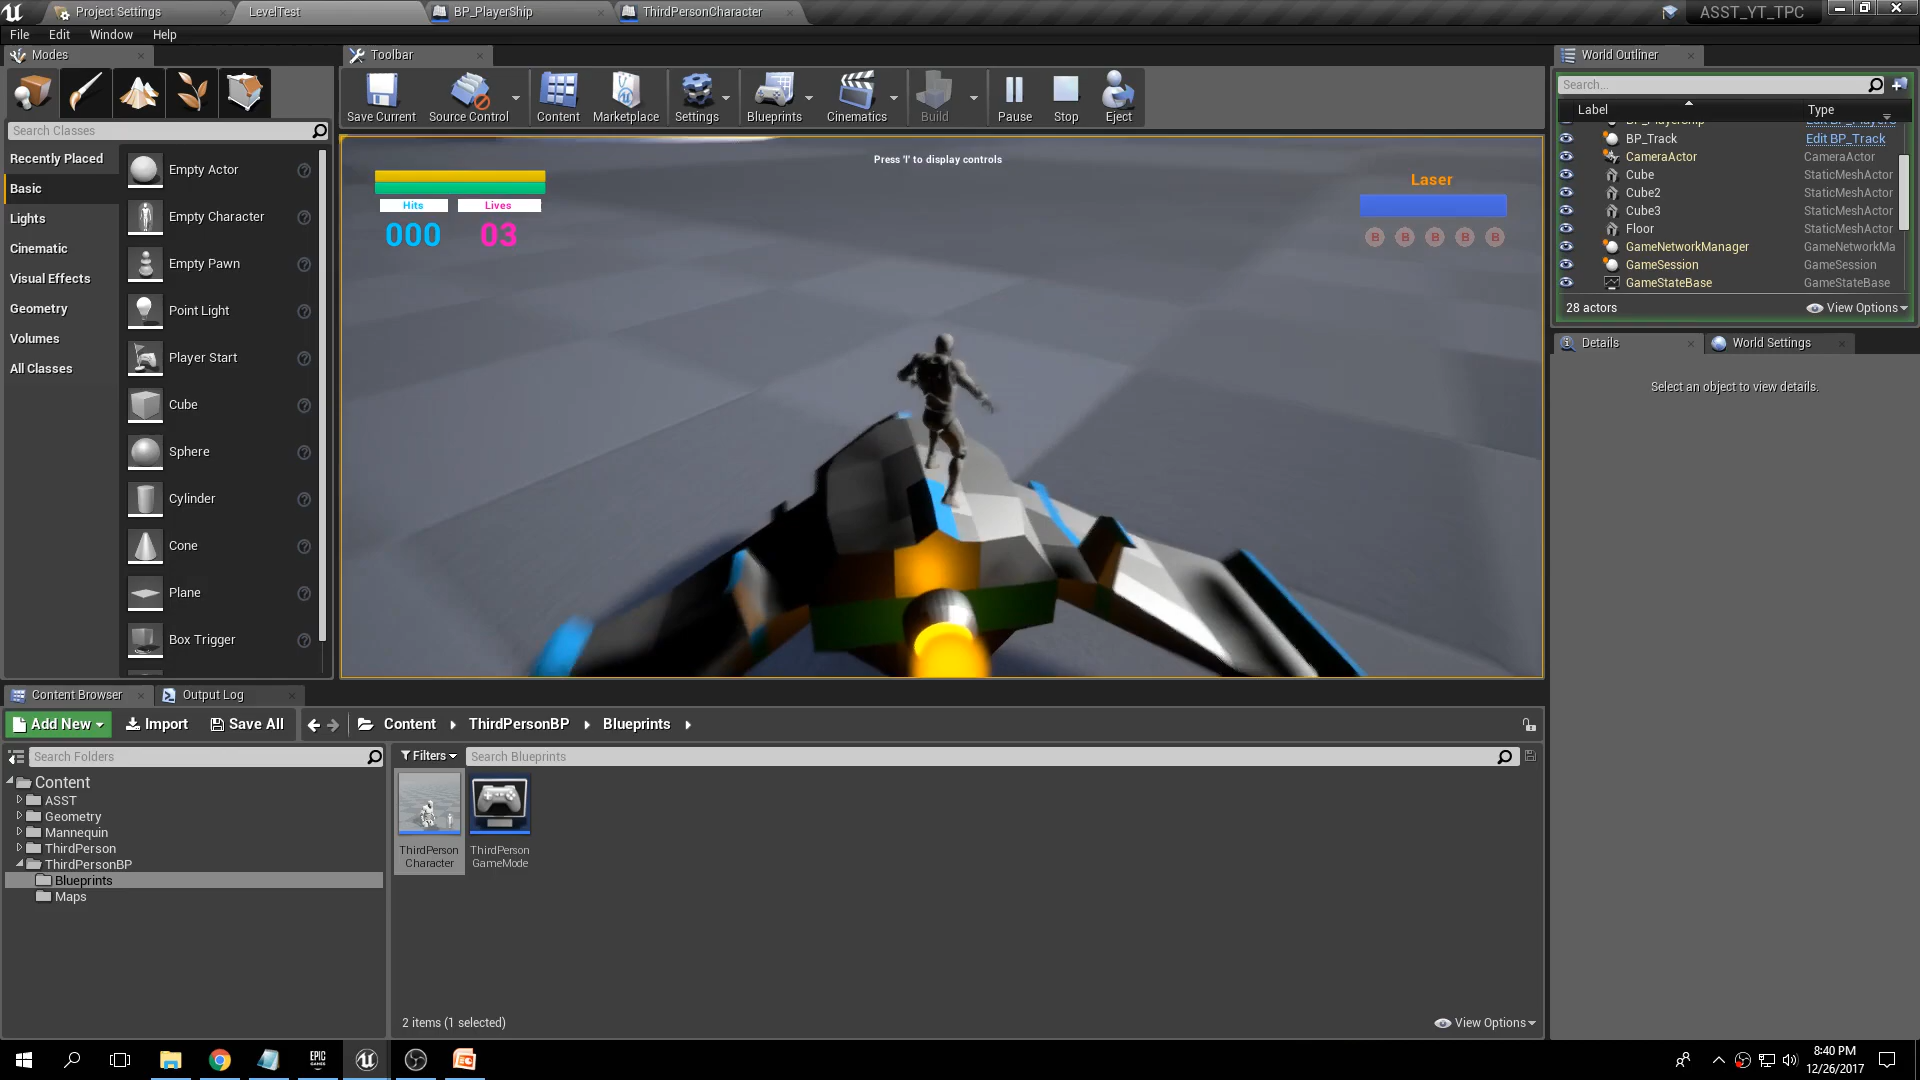 Project Settings
LevelTest
BP_PlayerShip
ThirdPersonCharacter
ASST_YT_TPC
File Edit Window Help
Modes
Toolbar
World Outliner
Save Current
Source Control
Content
Marketplace
Settings
Blueprints
Cinematics
Build
Pause
Stop
Eject
Search...
Label
Type
Search Classes
Recently Placed
Basic
Lights
Cinematic
Visual Effects
Geometry
Volumes
All Classes
Empty Actor
Empty Character
Empty Pawn
Point Light
Player Start
Cube
Sphere
Cylinder
Cone
Plane
Box Trigger
Press 'I' to display controls
Hits
Lives
000
03
Laser
B B B B B
BP_PlayerShip Edit BP_PlayerS
BP_Track Edit BP_Track
CameraActor CameraActor
Cube StaticMeshActor
Cube2 StaticMeshActor
Cube3 StaticMeshActor
Floor StaticMeshActor
GameNetworkManager GameNetworkMa
GameSession GameSession
GameStateBase GameStateBase
28 actors
View Options
Details
World Settings
Select an object to view details.
Content Browser
Output Log
Add New
Import
Save All
Content
ThirdPersonBP
Blueprints
Search Folders
Filters
Search Blueprints
Content
ASST
Geometry
Mannequin
ThirdPerson
ThirdPersonBP
Blueprints
Maps
ThirdPerson
Character
ThirdPerson
GameMode
2 items (1 selected)
View Options
EPIC
GAMES
8:40 PM
12/26/2017